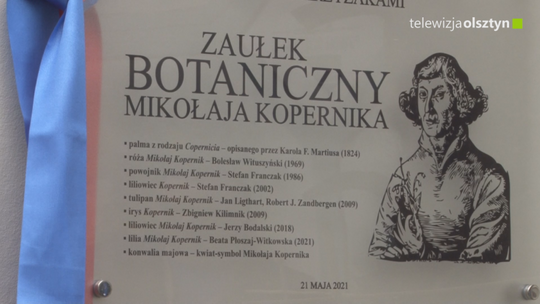 telewizjaolsztyn
ZAUŁEK
BOTANICZNY
MIKOŁAJA KOPERNIKA
• palma z rodzaju Copernicia – opisanego przez Karola F. Martiusa (1824)
• róża Mikołaj Kopernik – Bolesław Wituszyński (1969)
• powojnik Mikołaj Kopernik – Stefan Franczak (1986)
• liliowiec Kopernik – Stefan Franczak (2002)
• tulipan Mikołaj Kopernik – Jan Ligthart, Robert J. Zandbergen (2009)
• irys Kopernik – Zbigniew Kilimnik (2009)
• liliowiec Mikołaj Kopernik – Jerzy Bodalski (2018)
• lilia Mikołaj Kopernik – Beata Płoszaj-Witkowska (2021)
• konwalia majowa – kwiat-symbol Mikołaja Kopernika
21 MAJA 2021